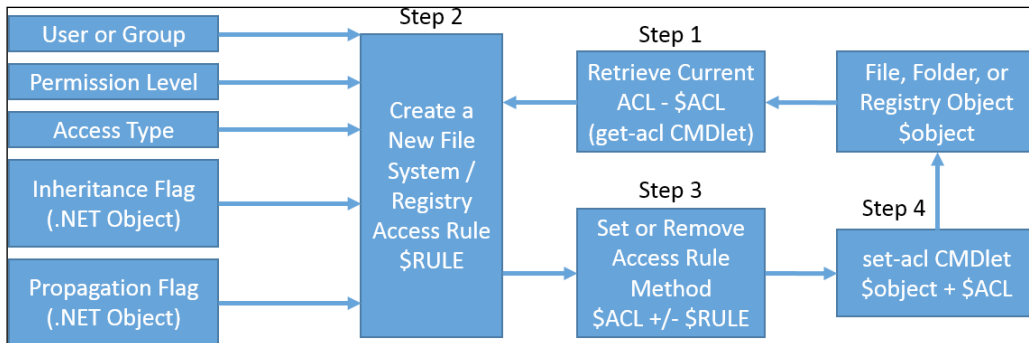 User or Group
Permission Level
Access Type
Inheritance Flag
(.NET Object)
Propagation Flag
(.NET Object)
Step 2
Create a
New File
System /
Registry
Access Rule
$RULE
Step 1
Retrieve Current
ACL - $ACL
(get-acl CMDlet)
File, Folder, or
Registry Object
$object
Step 3
Set or Remove
Access Rule
Method
$ACL +/- $RULE
Step 4
set-acl CMDlet
$object + $ACL